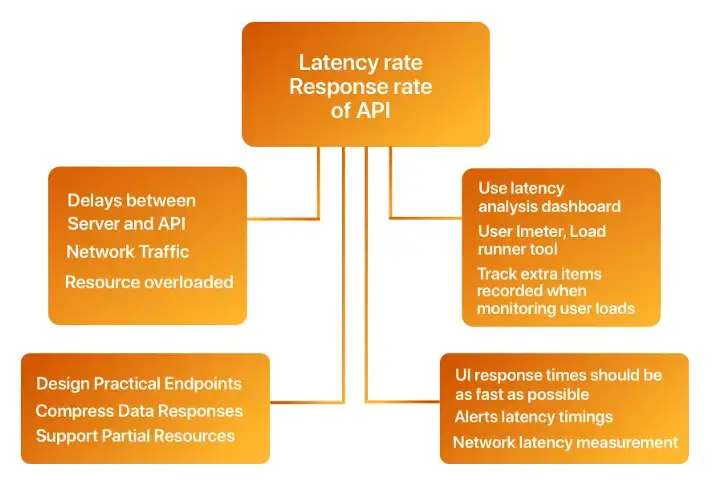 Latency rate
Response rate
of API
Delays between
Server and API
Network Traffic
Resource overloaded
Use latency
analysis dashboard
User Imeter, Load
runner tool
Track extra items
recorded when
monitoring user loads
Design Practical Endpoints
Compress Data Responses
Support Partial Resources
UI response times should be
as fast as possible
Alerts latency timings
Network latency measurement